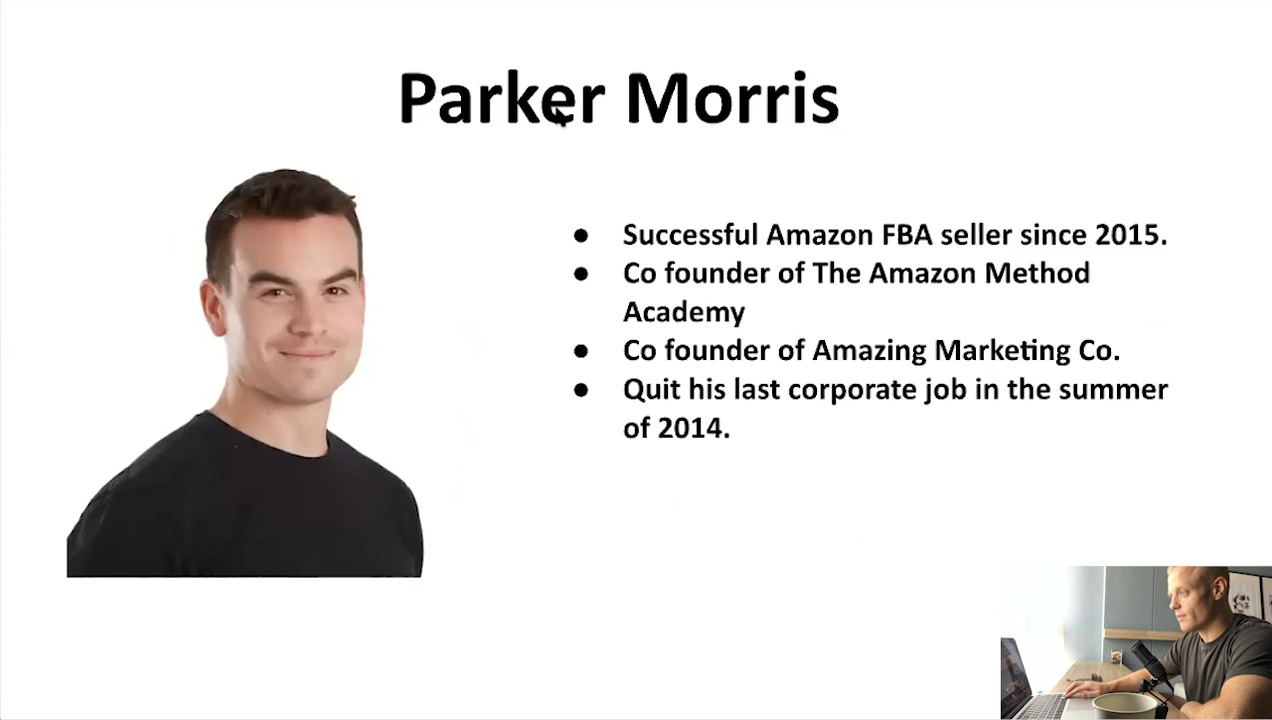 Parker Morris
● Successful Amazon FBA seller since 2015.
● Co founder of The Amazon Method
Academy
● Co founder of Amazing Marketing Co.
● Quit his last corporate job in the summer
of 2014.